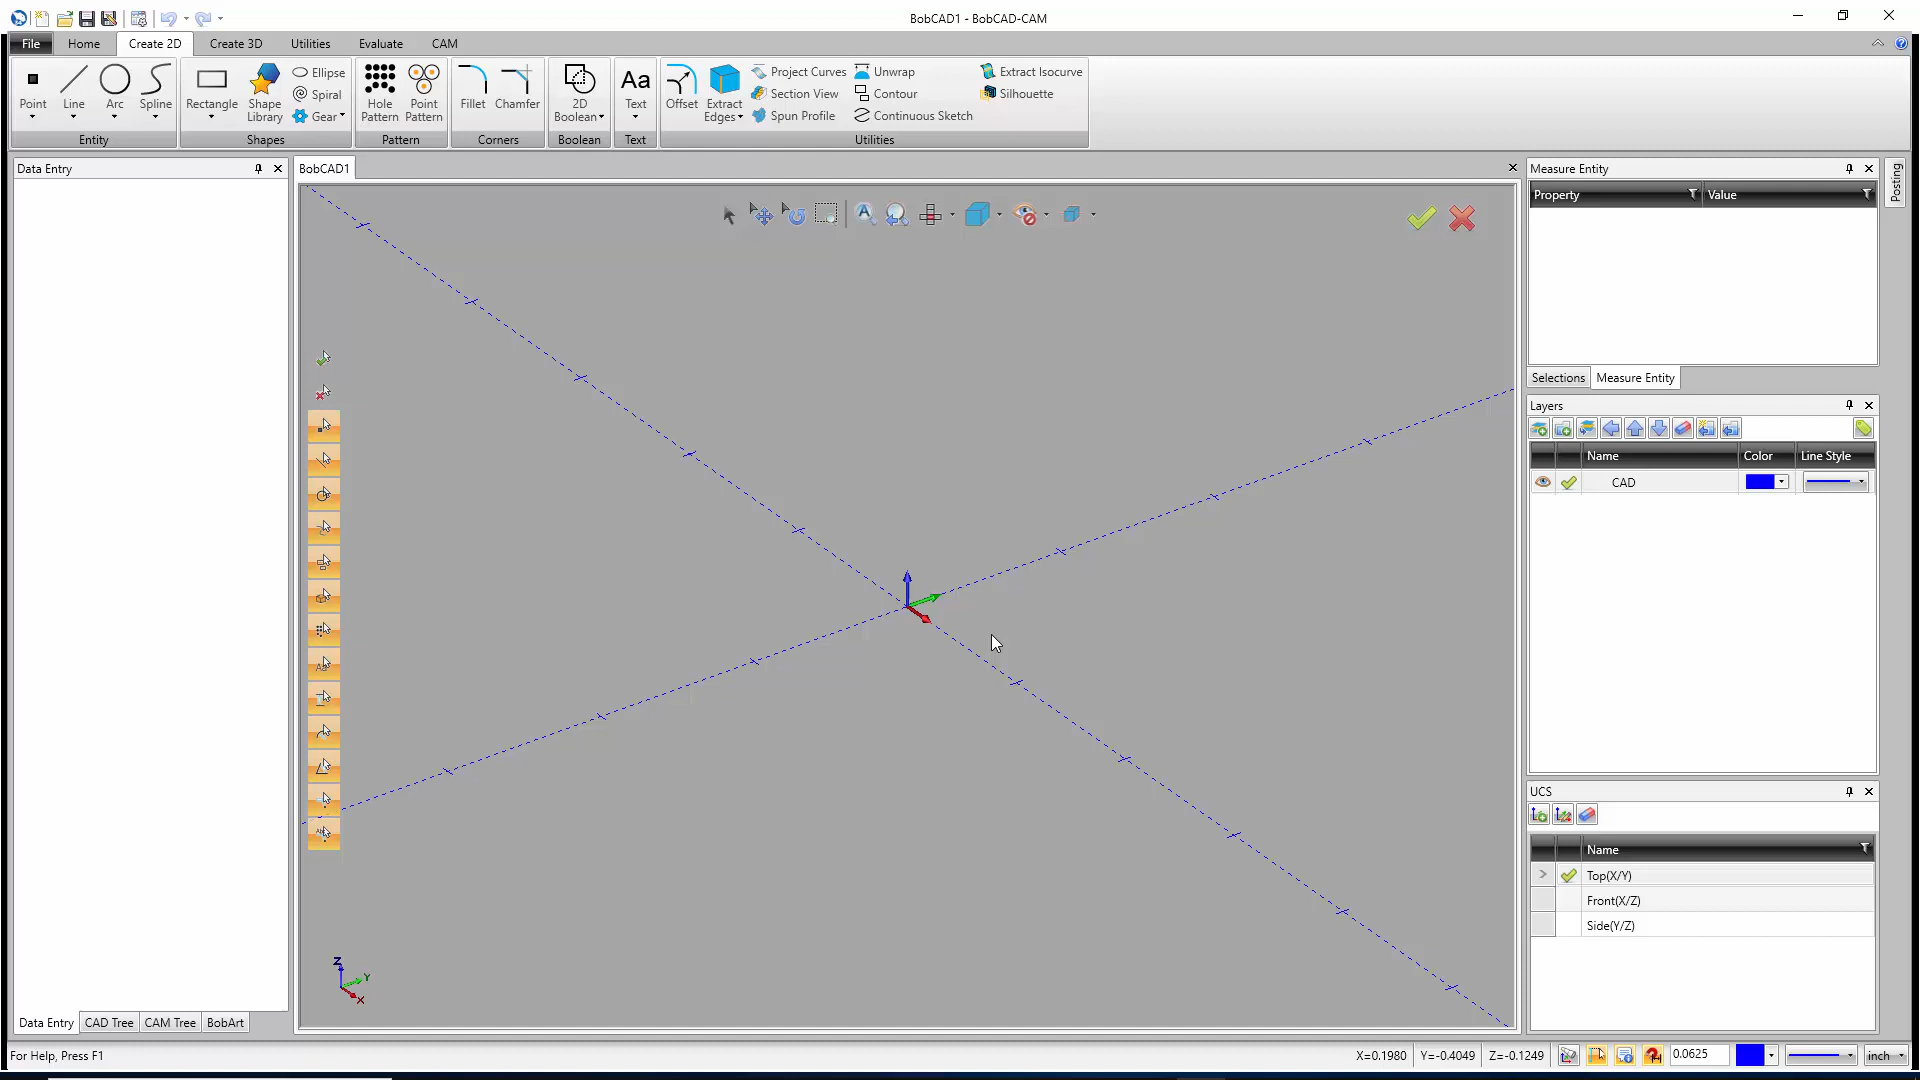 BobCAD1 - BobCAD-CAM
File Home Create 2D Create 3D Utilities Evaluate CAM
Point Line Arc Spline
Entity
Rectangle Shape Library Ellipse Spiral Gear
Shapes
Hole Pattern Point Pattern
Pattern
Fillet Chamfer
Corners
2D Boolean
Boolean
Aa
Text
Text
Offset Extract Edges
Project Curves Unwrap Extract Isocurve
Section View Contour Silhouette
Spun Profile Continuous Sketch
Utilities
Data Entry
BobCAD1
Measure Entity
Property Value
Posting
Selections Measure Entity
Layers
Name Color Line Style
CAD
UCS
Name
Top(X/Y)
Front(X/Z)
Side(Y/Z)
Z
Y
X
Data Entry CAD Tree CAM Tree BobArt
For Help, Press F1
X=0.1980 Y=-0.4049 Z=-0.1249 0.0625 inch